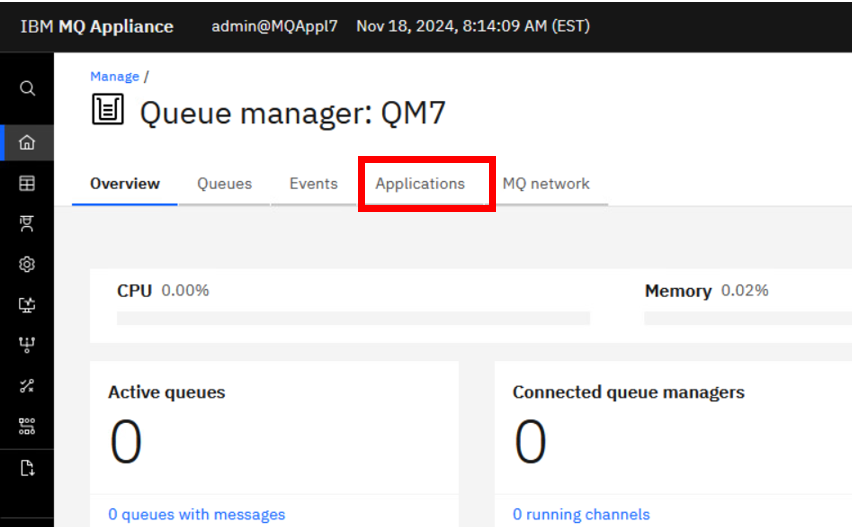 IBM MQ Appliance admin@MQAppl7 Nov 18, 2024, 8:14:09 AM (EST)
Manage /
Queue manager: QM7
Overview Queues Events Applications MQ network
CPU 0.00% Memory 0.02%
Active queues Connected queue managers
0 0
0 queues with messages 0 running channels